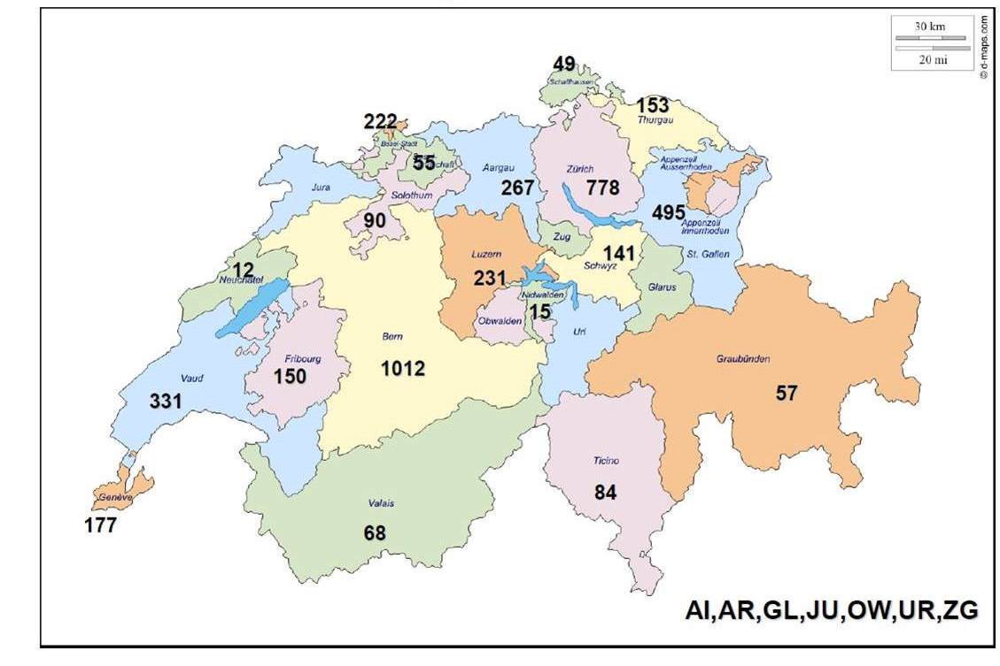 30 km
20 mi
© d-maps.com
49
Schaffhausen
153
Thurgau
222
Basel-Stadt
55
Appenzell
Ausserrhoden
Aargau
267
Zürich
778
Jura
Solothurn
90
495
Appenzell
Innerrhoden
Zug
141
Schwyz
St. Gallen
Luzern
231
12
Neuchâtel
Glarus
Nidwalden
15
Obwalden
Uri
Bern
1012
Fribourg
150
Graubünden
57
Vaud
331
Ticino
84
Genève
177
Valais
68
AI,AR,GL,JU,OW,UR,ZG